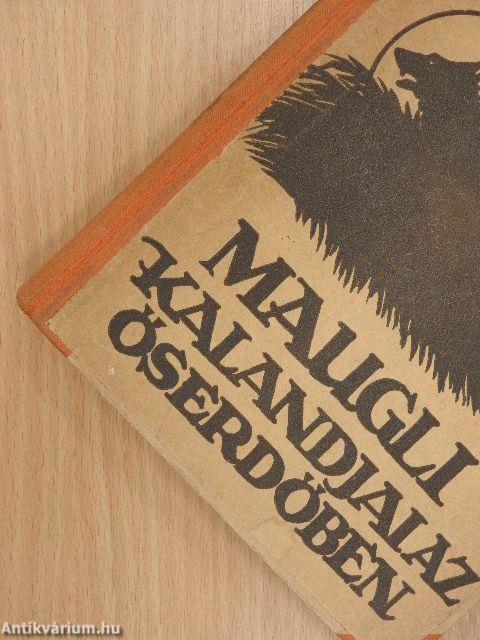 MAUGLI
KALANDJAI AZ
ŐSERDŐBEN
Antikvárium.hu